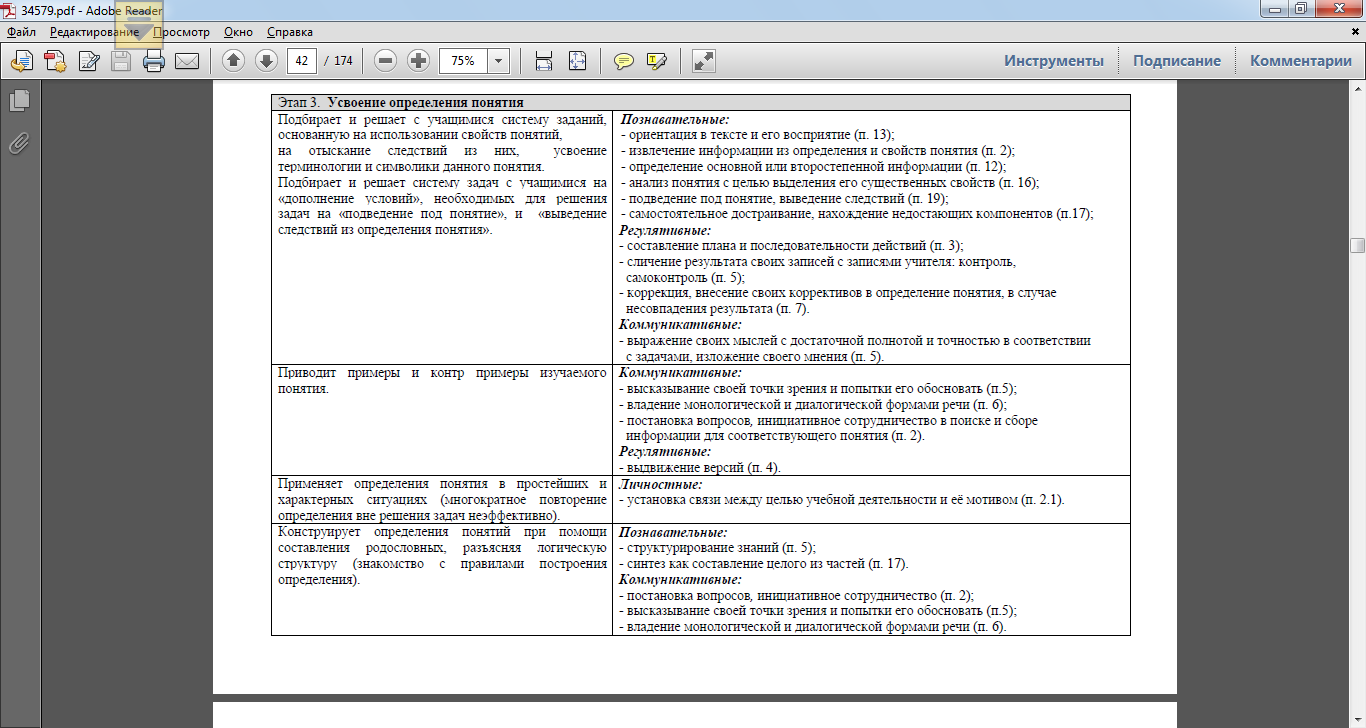 34579.pdf - Adobe Reader
Файл Редактирование Просмотр Окно Справка
42 / 174 75% Инструменты Подписание Комментарии
Этап 3. Усвоение определения понятия
Подбирает и решает с учащимися систему заданий,
основанную на использовании свойств понятий,
на отыскание следствий из них, усвоение
терминологии и символики данного понятия.
Подбирает и решает систему задач с учащимися на
«дополнение условий», необходимых для решения
задач на «подведение под понятие», и «выведение
следствий из определения понятия».
Познавательные:
- ориентация в тексте и его восприятие (п. 13);
- извлечение информации из определения и свойств понятия (п. 2);
- определение основной или второстепенной информации (п. 12);
- анализ понятия с целью выделения его существенных свойств (п. 16);
- подведение под понятие, выведение следствий (п. 19);
- самостоятельное достраивание, нахождение недостающих компонентов (п.17);
Регулятивные:
- составление плана и последовательности действий (п. 3);
- сличение результата своих записей с записями учителя: контроль,
самоконтроль (п. 5);
- коррекция, внесение своих коррективов в определение понятия, в случае
несовпадения результата (п. 7).
Коммуникативные:
- выражение своих мыслей с достаточной полнотой и точностью в соответствии
с задачами, изложение своего мнения (п. 5).
Приводит примеры и контр примеры изучаемого
понятия.
Коммуникативные:
- высказывание своей точки зрения и попытки его обосновать (п.5);
- владение монологической и диалогической формами речи (п. 6);
- постановка вопросов, инициативное сотрудничество в поиске и сборе
информации для соответствующего понятия (п. 2).
Регулятивные:
- выдвижение версий (п. 4).
Применяет определения понятия в простейших и
характерных ситуациях (многократное повторение
определения вне решения задач неэффективно).
Личностные:
- установка связи между целью учебной деятельности и её мотивом (п. 2.1).
Конструирует определения понятий при помощи
составления родословных, разъясняя логическую
структуру (знакомство с правилами построения
определения).
Познавательные:
- структурирование знаний (п. 5);
- синтез как составление целого из частей (п. 17).
Коммуникативные:
- постановка вопросов, инициативное сотрудничество (п. 2);
- высказывание своей точки зрения и попытки его обосновать (п.5);
- владение монологической и диалогической формами речи (п. 6).